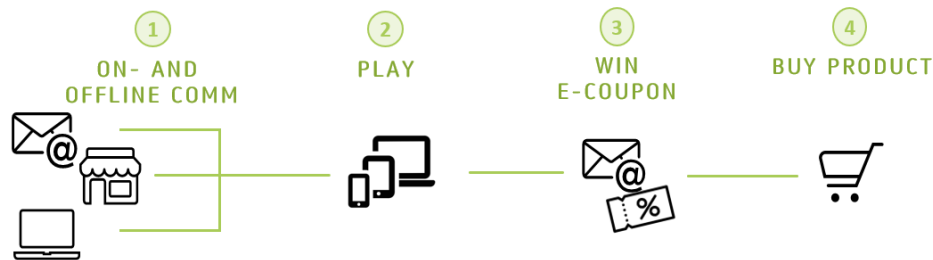 1
ON- AND
OFFLINE COMM
2
PLAY
3
WIN
E-COUPON
4
BUY PRODUCT
@
@
%